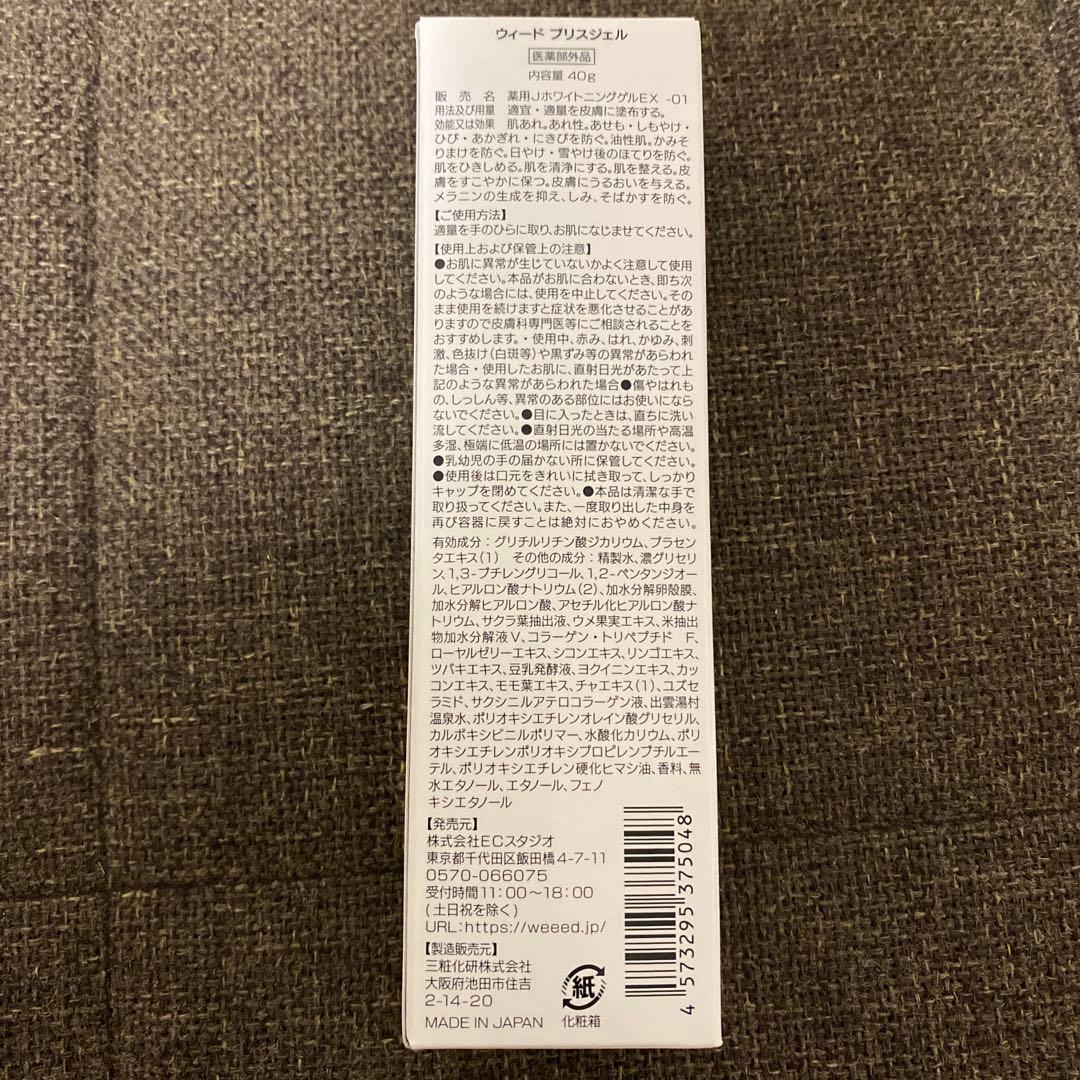 ウィード ブリスジェル
医薬部外品
内容量 40g
販売名 薬用JホワイトニングゲルEX -01
用法及び用量 適宜・適量を皮膚に塗布する。
効能又は効果 肌あれ。あれ性。あせも・しもやけ・
ひび・あかぎれ・にきびを防ぐ。油性肌。かみそ
りまけを防ぐ。日やけ・雪やけ後のほてりを防ぐ。
肌をひきしめる。肌を清浄にする。肌を整える。皮
膚をすこやかに保つ。皮膚にうるおいを与える。
メラニンの生成を抑え、しみ、そばかすを防ぐ。
【ご使用方法】
適量を手のひらに取り、お肌になじませてください。
【使用上および保管上の注意】
●お肌に異常が生じていないかよく注意して使用
してください。本品がお肌に合わないとき、即ち次
のような場合には、使用を中止してください。その
まま使用を続けますと症状を悪化させることがあ
りますので皮膚科専門医等にご相談されることを
おすすめします。・使用中、赤み、はれ、かゆみ、刺
激、色抜け(白斑等)や黒ずみ等の異常があらわれ
た場合・使用したお肌に、直射日光があたって上
記のような異常があらわれた場合●傷やはれも
の、しっしん等、異常のある部位にはお使いになら
ないでください。●目に入ったときは、直ちに洗い
流してください。●直射日光の当たる場所や高温
多湿、極端に低温の場所には置かないでください。
●乳幼児の手の届かない所に保管してください。
●使用後は口元をきれいに拭き取って、しっかり
キャップを閉めてください。●本品は清潔な手で
取り扱ってください。また、一度取り出した中身を
再び容器に戻すことは絶対におやめください。
有効成分：グリチルリチン酸ジカリウム、プラセン
タエキス(1) その他の成分：精製水、濃グリセリ
ン、1,3-ブチレングリコール、1,2-ペンタンジオー
ル、ヒアルロン酸ナトリウム(2)、加水分解卵殻膜、
加水分解ヒアルロン酸、アセチル化ヒアルロン酸ナ
トリウム、サクラ葉抽出液、ウメ果実エキス、米抽出
物加水分解液V、コラーゲン・トリペプチド F、
ローヤルゼリーエキス、シコンエキス、リンゴエキス、
ツバキエキス、豆乳発酵液、ヨクイニンエキス、カッ
コンエキス、モモ葉エキス、チャエキス(1)、ユズセ
ラミド、サクシニルアテロコラーゲン液、出雲湯村
温泉水、ポリオキシエチレンオレイン酸グリセリル、
カルボキシビニルポリマー、水酸化カリウム、ポリ
オキシエチレンポリオキシプロピレンブチルエー
テル、ポリオキシエチレン硬化ヒマシ油、香料、無
水エタノール、エタノール、フェノ
キシエタノール
【発売元】
株式会社ECスタジオ
東京都千代田区飯田橋4-7-11
0570-066075
受付時間11:00～18:00
(土日祝を除く)
URL:https://weeed.jp/
【製造販売元】
三粧化研株式会社
大阪府池田市住吉
2-14-20
MADE IN JAPAN
紙
化粧箱
4 573295 375048